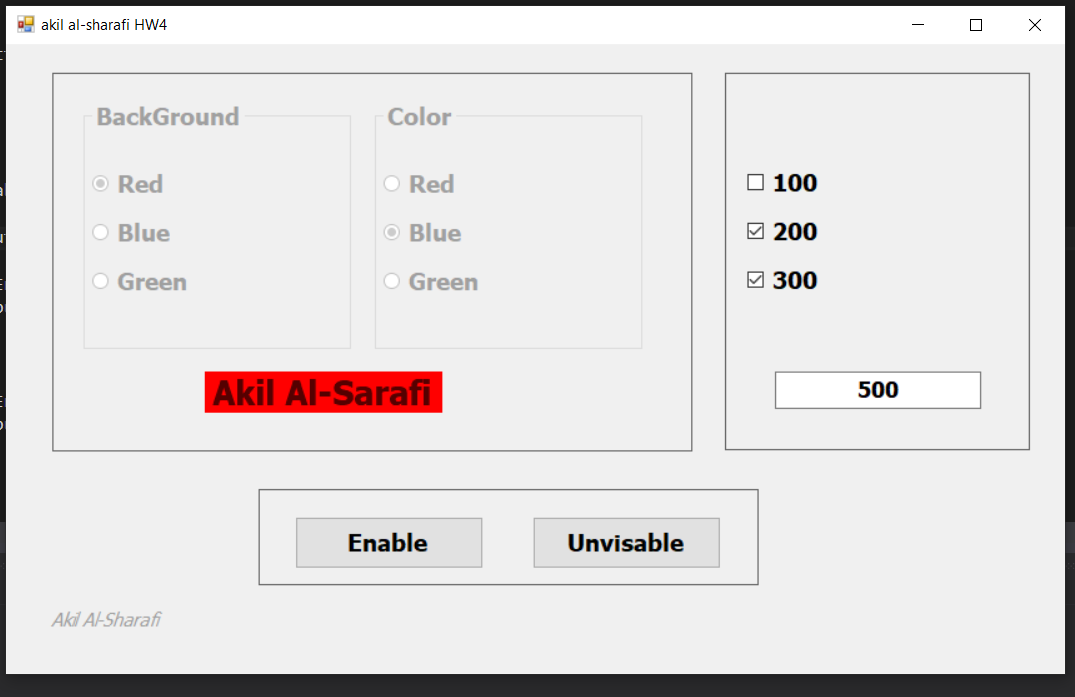 akil al-sharafi HW4
BackGround
Red
Blue
Green
Color
Red
Blue
Green
Akil Al-Sarafi
100
200
300
500
Enable
Unvisable
Akil Al-Sharafi